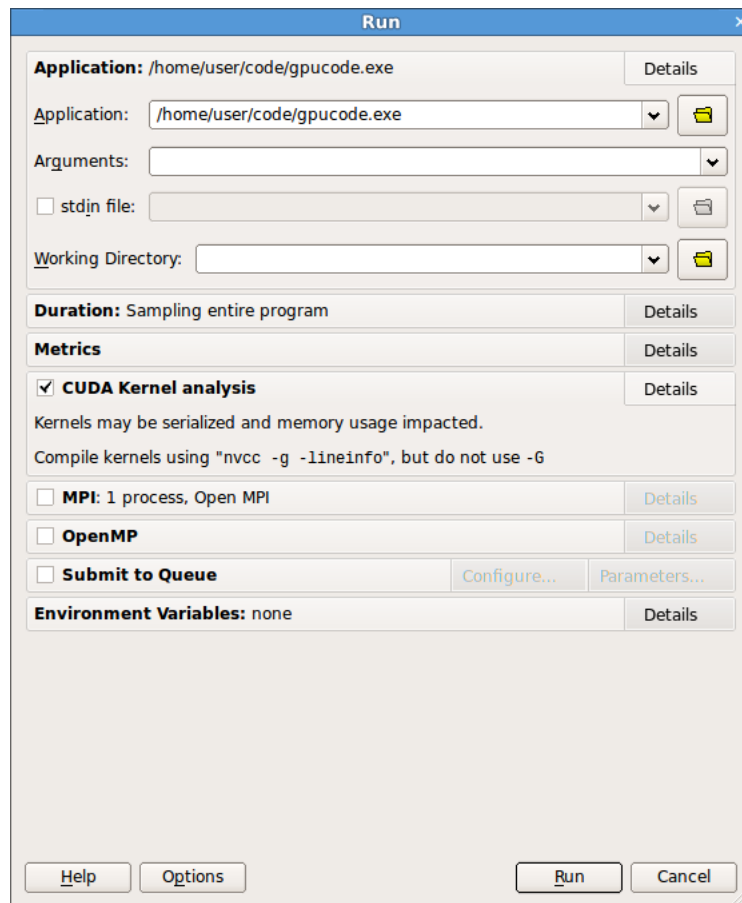 Run
Application: /home/user/code/gpucode.exe Details
Application: /home/user/code/gpucode.exe
Arguments:
stdin file:
Working Directory:
Duration: Sampling entire program Details
Metrics Details
CUDA Kernel analysis Details
Kernels may be serialized and memory usage impacted.
Compile kernels using "nvcc -g -lineinfo", but do not use -G
MPI: 1 process, Open MPI Details
OpenMP Details
Submit to Queue Configure... Parameters...
Environment Variables: none Details
Help Options Run Cancel